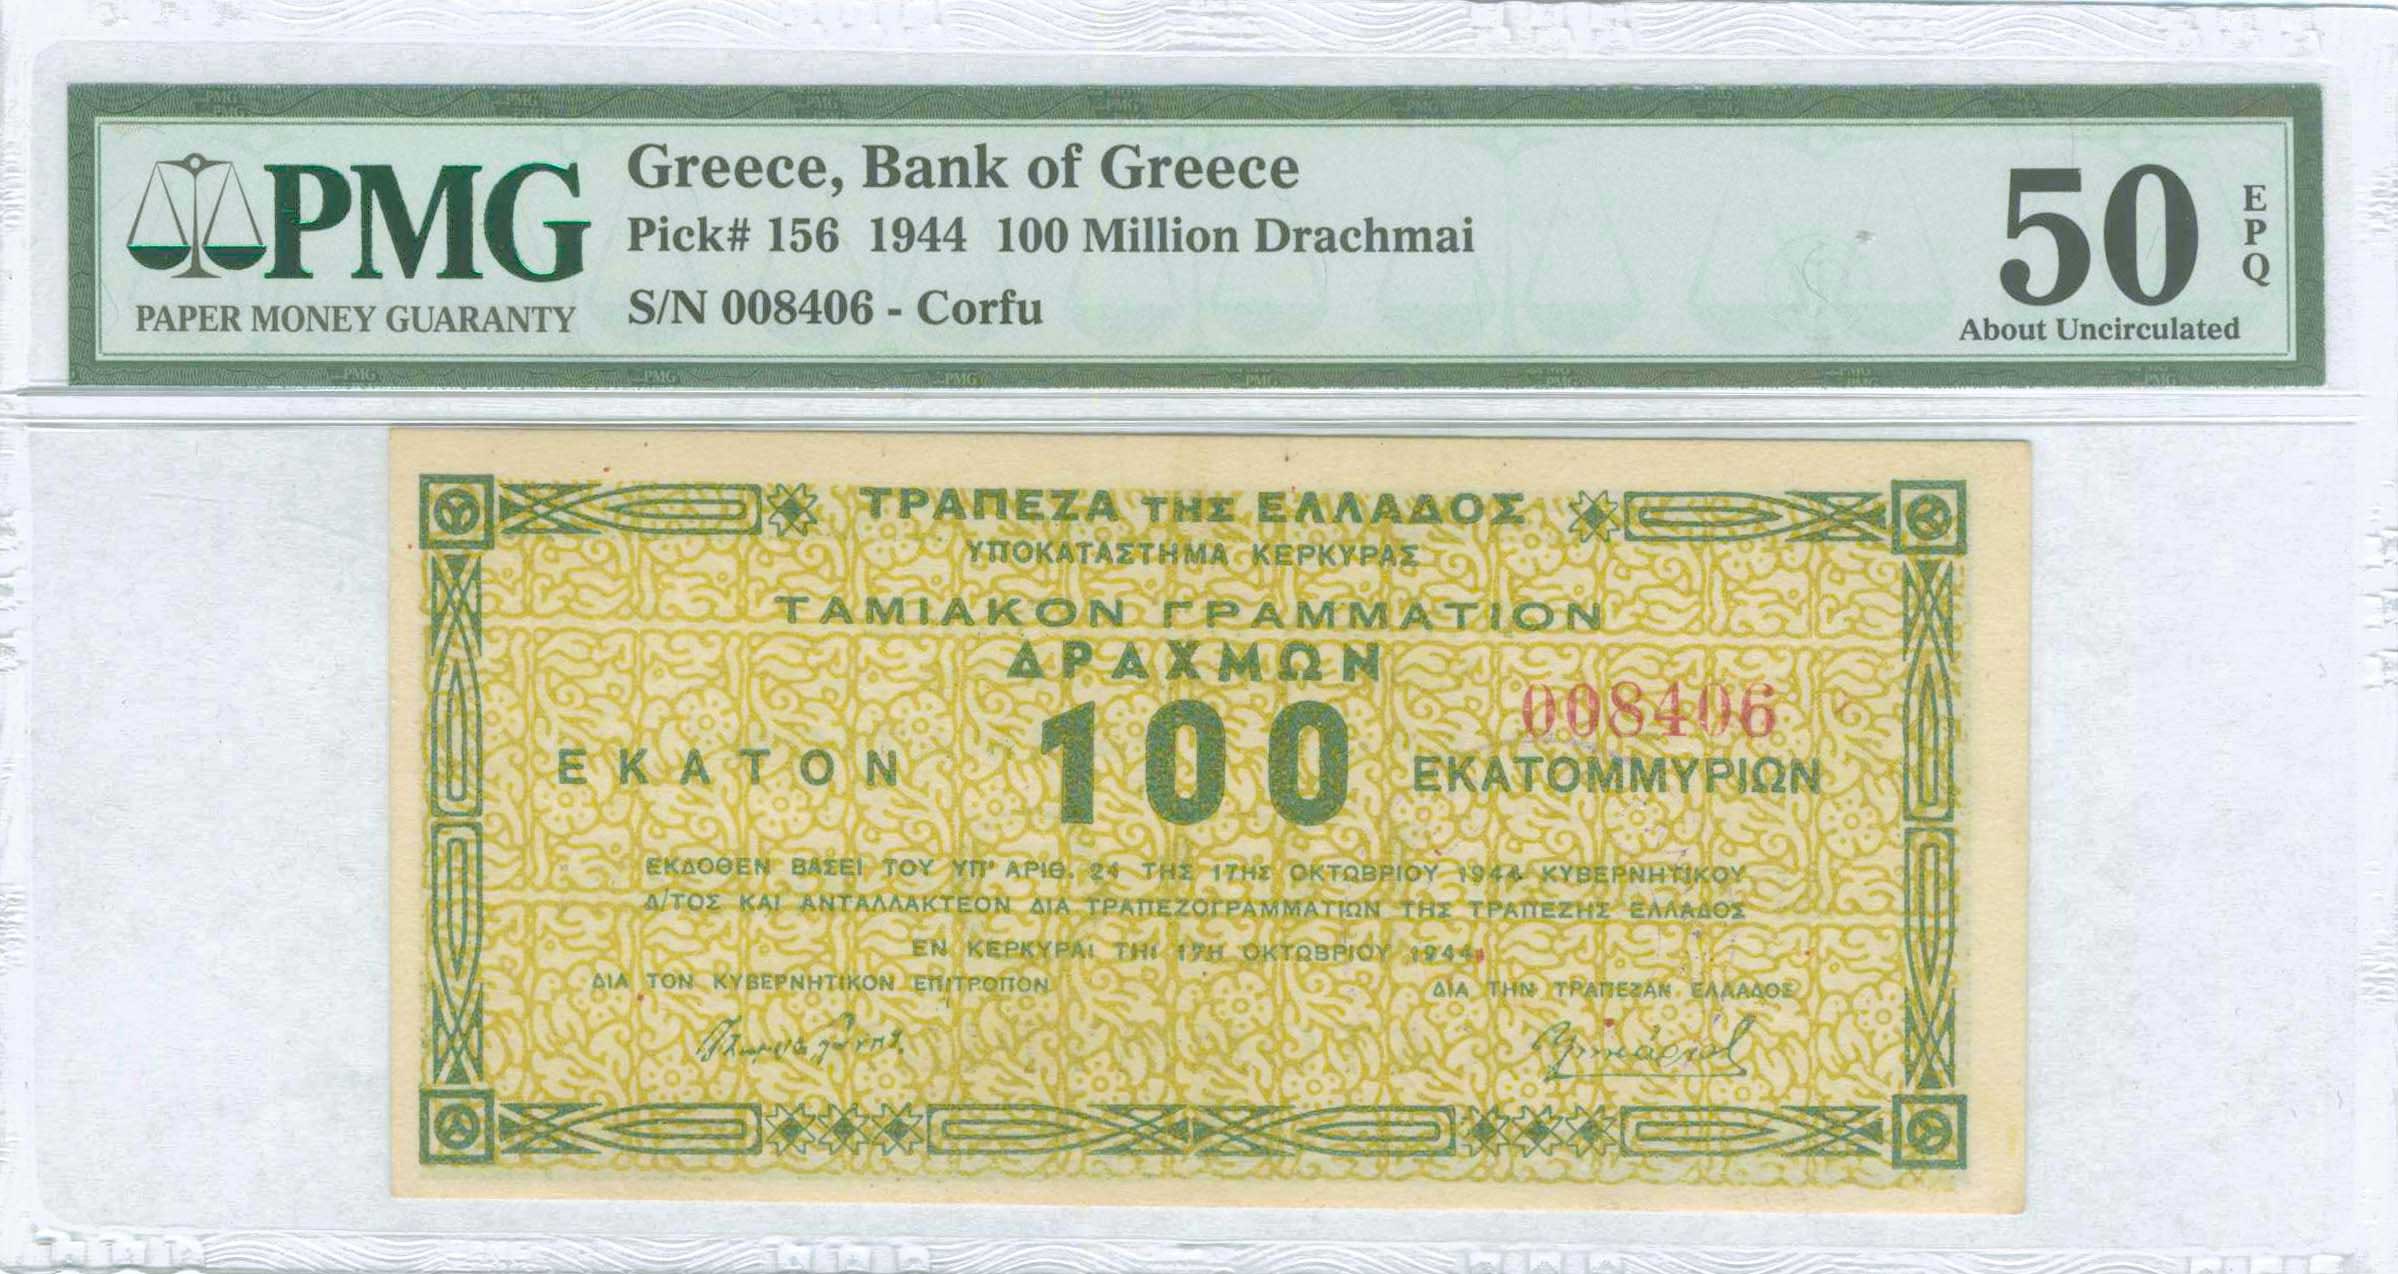 PMG
PAPER MONEY GUARANTY
Greece, Bank of Greece
Pick# 156 1944 100 Million Drachmai
S/N 008406 - Corfu
50
EPQ
About Uncirculated
ΤΡΑΠΕΖΑ ΤΗΣ ΕΛΛΑΔΟΣ
ΥΠΟΚΑΤΑΣΤΗΜΑ ΚΕΡΚΥΡΑΣ
ΤΑΜΙΑΚΟΝ ΓΡΑΜΜΑΤΙΟΝ
ΔΡΑΧΜΩΝ
008406
ΕΚΑΤΟΝ 100 ΕΚΑΤΟΜΜΥΡΙΩΝ
ΕΚΔΟΘΕΝ ΒΑΣΕΙ ΤΟΥ ΥΠ' ΑΡΙΘ. 24 ΤΗΣ 17ΗΣ ΟΚΤΩΒΡΙΟΥ 1944 ΚΥΒΕΡΝΗΤΙΚΟΥ
Δ/ΤΟΣ ΚΑΙ ΑΝΤΑΛΛΑΚΤΕΟΝ ΔΙΑ ΤΡΑΠΕΖΟΓΡΑΜΜΑΤΙΩΝ ΤΗΣ ΤΡΑΠΕΖΗΣ ΕΛΛΑΔΟΣ
ΕΝ ΚΕΡΚΥΡΑΙ ΤΗΙ 17Η ΟΚΤΩΒΡΙΟΥ 1944
ΔΙΑ ΤΟΝ ΚΥΒΕΡΝΗΤΙΚΟΝ ΕΠΙΤΡΟΠΟΝ
ΔΙΑ ΤΗΝ ΤΡΑΠΕΖΑΝ ΕΛΛΑΔΟΣ